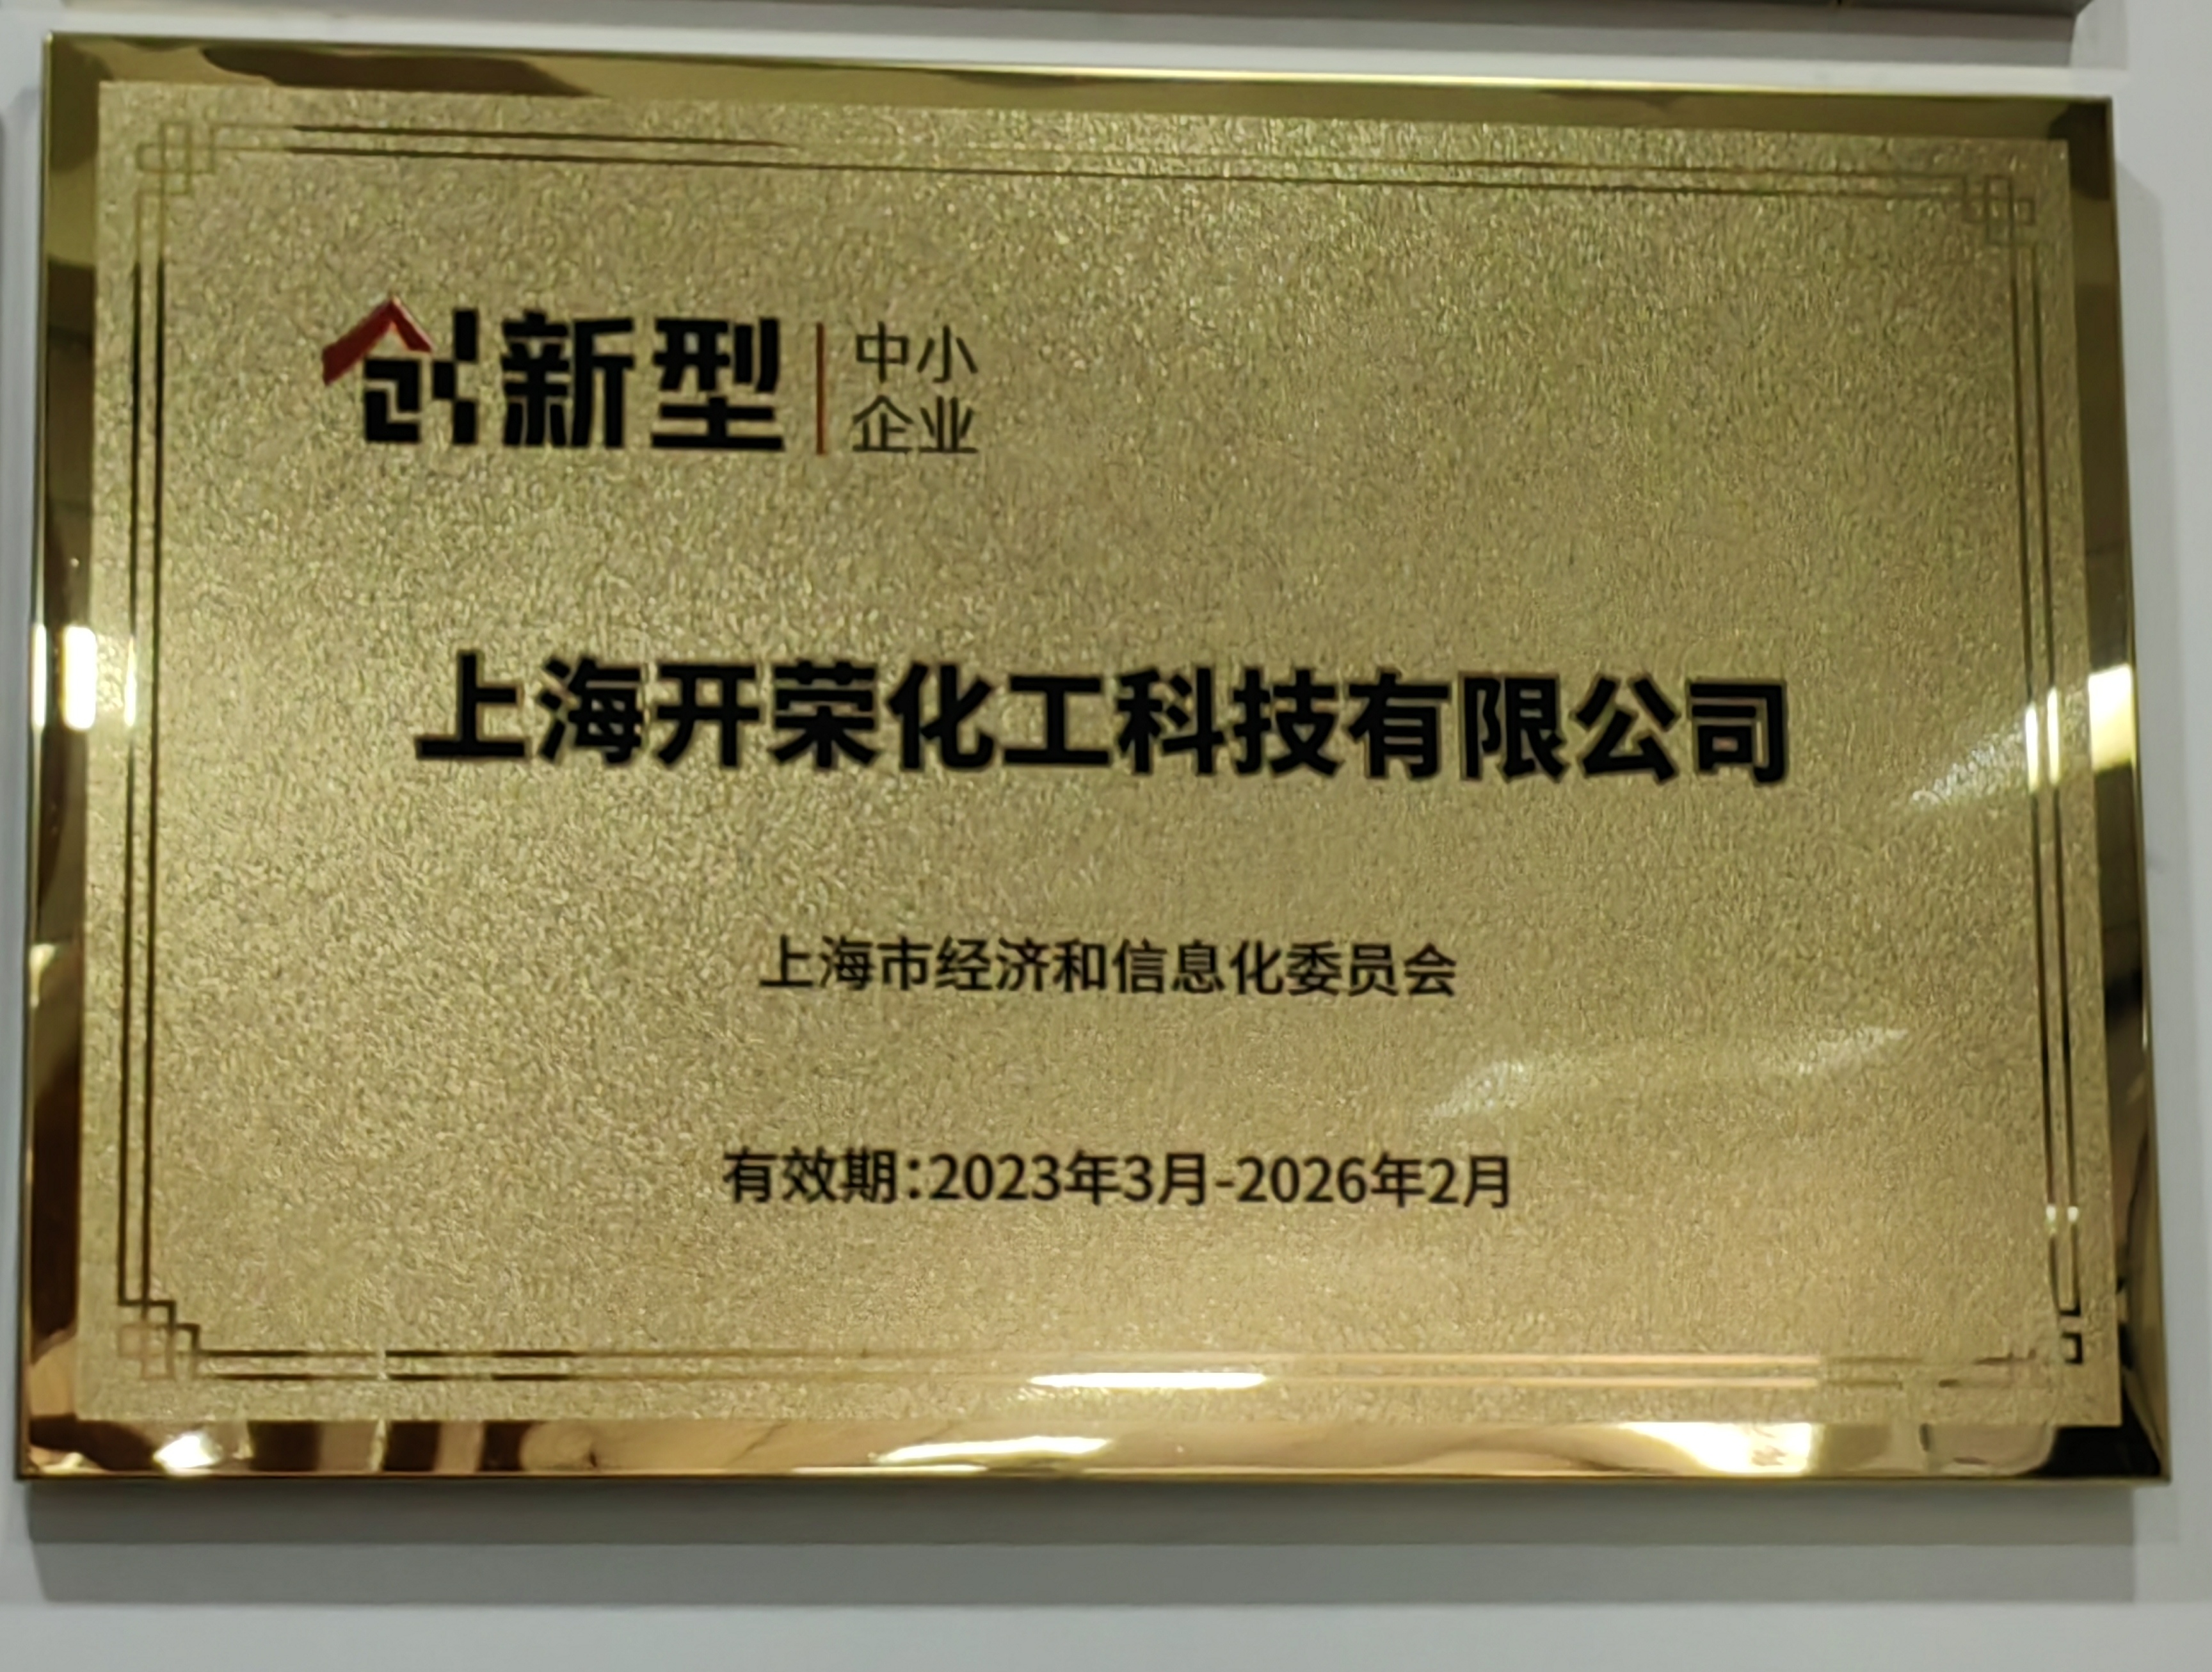 创新型 中小企业
上海开荣化工科技有限公司
上海市经济和信息化委员会
有效期：2023年3月-2026年2月